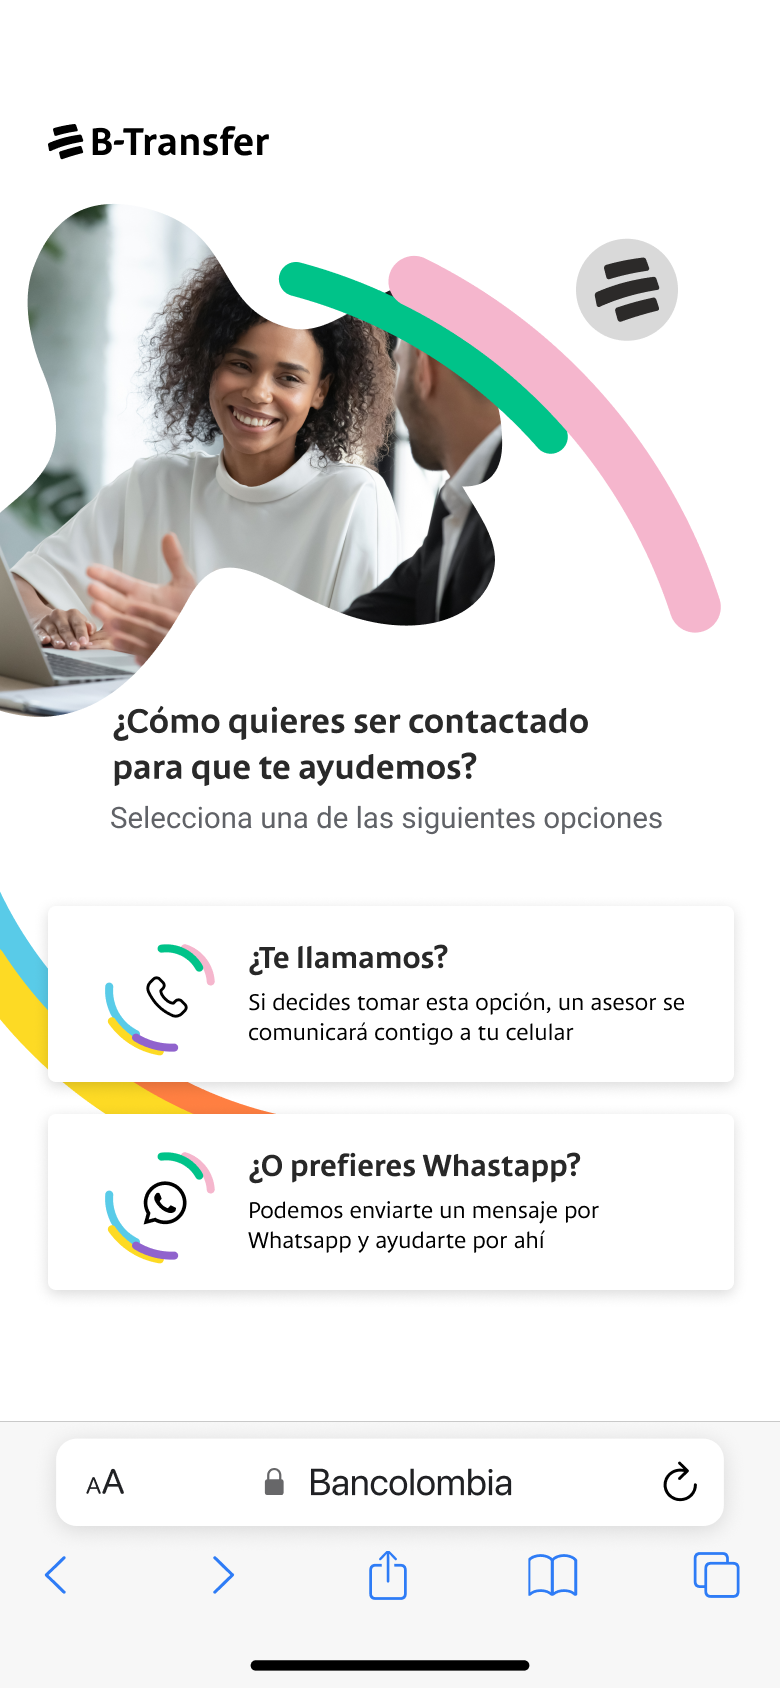 B-Transfer
¿Cómo quieres ser contactado
para que te ayudemos?
Selecciona una de las siguientes opciones
¿Te llamamos?
Si decides tomar esta opción, un asesor se
comunicará contigo a tu celular
¿O prefieres Whastapp?
Podemos enviarte un mensaje por
Whatsapp y ayudarte por ahí
AA Bancolombia